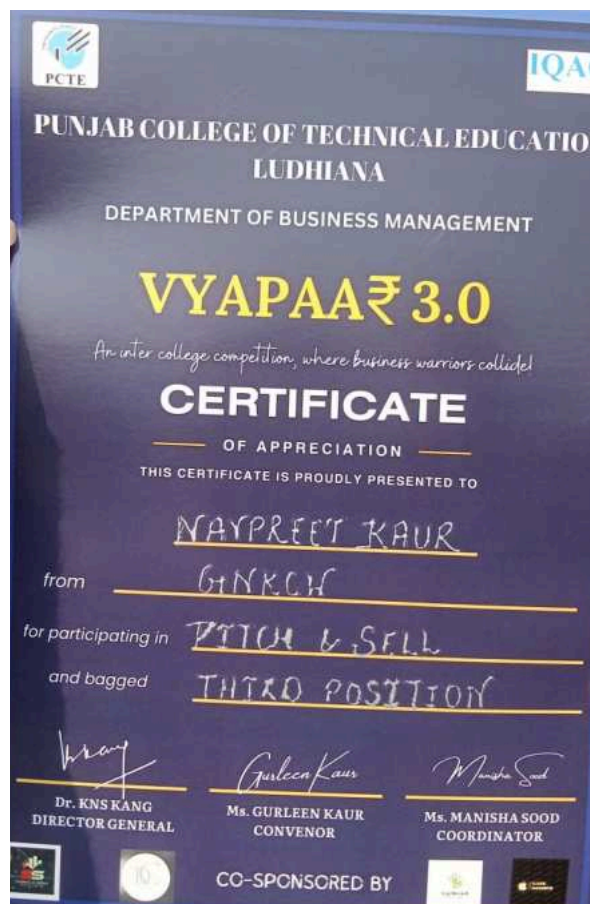 PCTE
IQA
PUNJAB COLLEGE OF TECHNICAL EDUCATIO
LUDHIANA
DEPARTMENT OF BUSINESS MANAGEMENT
VYAPAA₹ 3.0
An inter college competition, where business warriors collide!
CERTIFICATE
OF APPRECIATION
THIS CERTIFICATE IS PROUDLY PRESENTED TO
NAVPREET KAUR
from GNKCW
for participating in PITCH & SELL
and bagged THIRD POSITION
Gurleen Kaur Manisha Sood
Dr. KNS KANG Ms. GURLEEN KAUR Ms. MANISHA SOOD
DIRECTOR GENERAL CONVENOR COORDINATOR
CO-SPONSORED BY